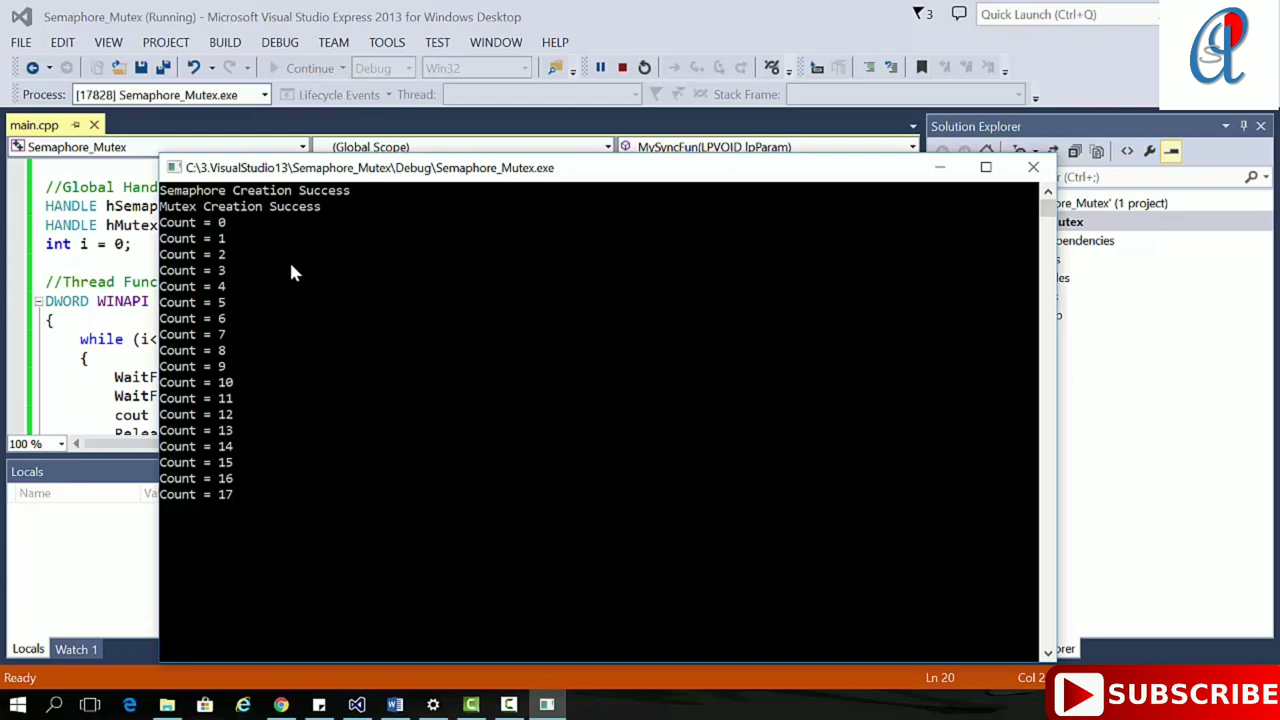 Semaphore_Mutex (Running) - Microsoft Visual Studio Express 2013 for Windows Desktop
3
Quick Launch (Ctrl+Q)
FILE EDIT VIEW PROJECT BUILD DEBUG TEAM TOOLS TEST WINDOW HELP
Continue Debug Win32
Process: [17828] Semaphore_Mutex.exe Lifecycle Events Thread: Stack Frame:
main.cpp
Solution Explorer
Semaphore_Mutex (Global Scope) MySyncFun(LPVOID lpParam)
C:\3.VisualStudio13\Semaphore_Mutex\Debug\Semaphore_Mutex.exe
(Ctrl+;)
//Global Hand
HANDLE hSemap
HANDLE hMutex
int i = 0;
//Thread Func
DWORD WINAPI
{
while (i<
{
WaitF
WaitF
cout
Relea
100 %
Semaphore Creation Success
Mutex Creation Success
Count = 0
Count = 1
Count = 2
Count = 3
Count = 4
Count = 5
Count = 6
Count = 7
Count = 8
Count = 9
Count = 10
Count = 11
Count = 12
Count = 13
Count = 14
Count = 15
Count = 16
Count = 17
re_Mutex' (1 project)
utex
pendencies
s
les
s
p
Locals
Name Va
Locals Watch 1
orer
Ready Ln 20 Col 2
SUBSCRIBE